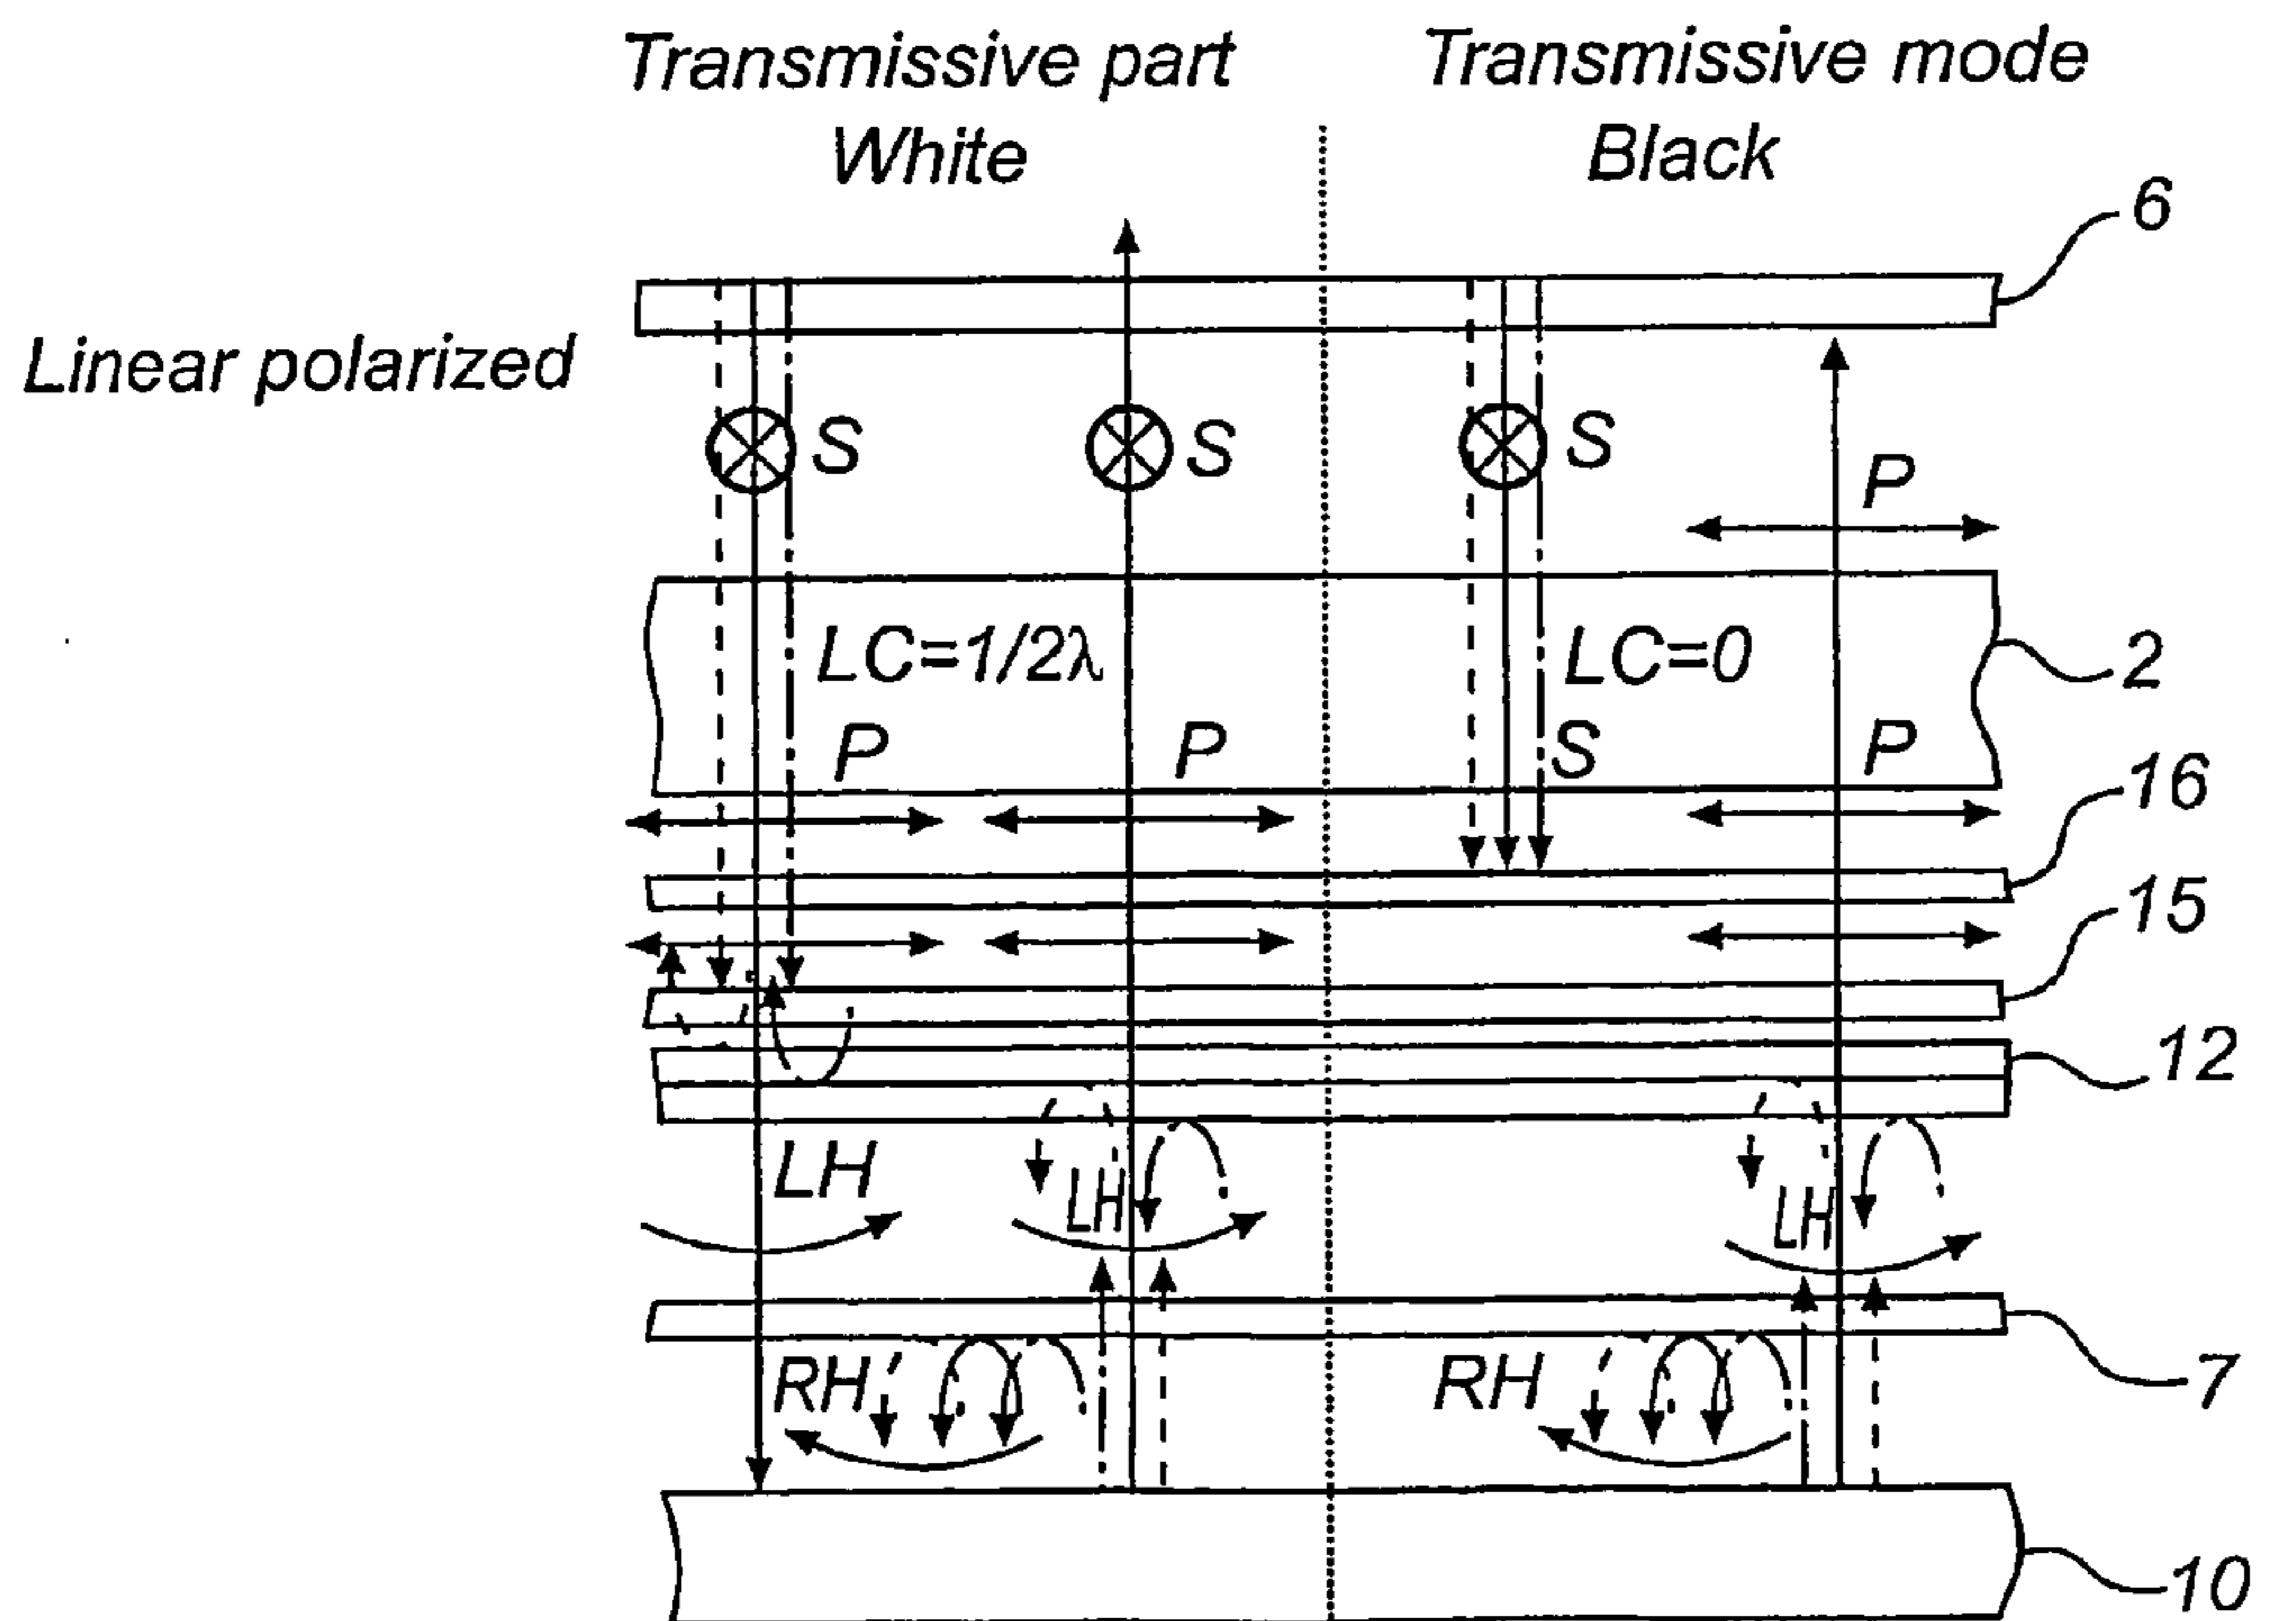 Transmissive part
White
Transmissive mode
Black
6
Linear polarized
S
S
S
P
LC=1/2λ
LC=0
2
P
P
S
P
16
15
12
LH
LH
LH
7
RH
RH
10